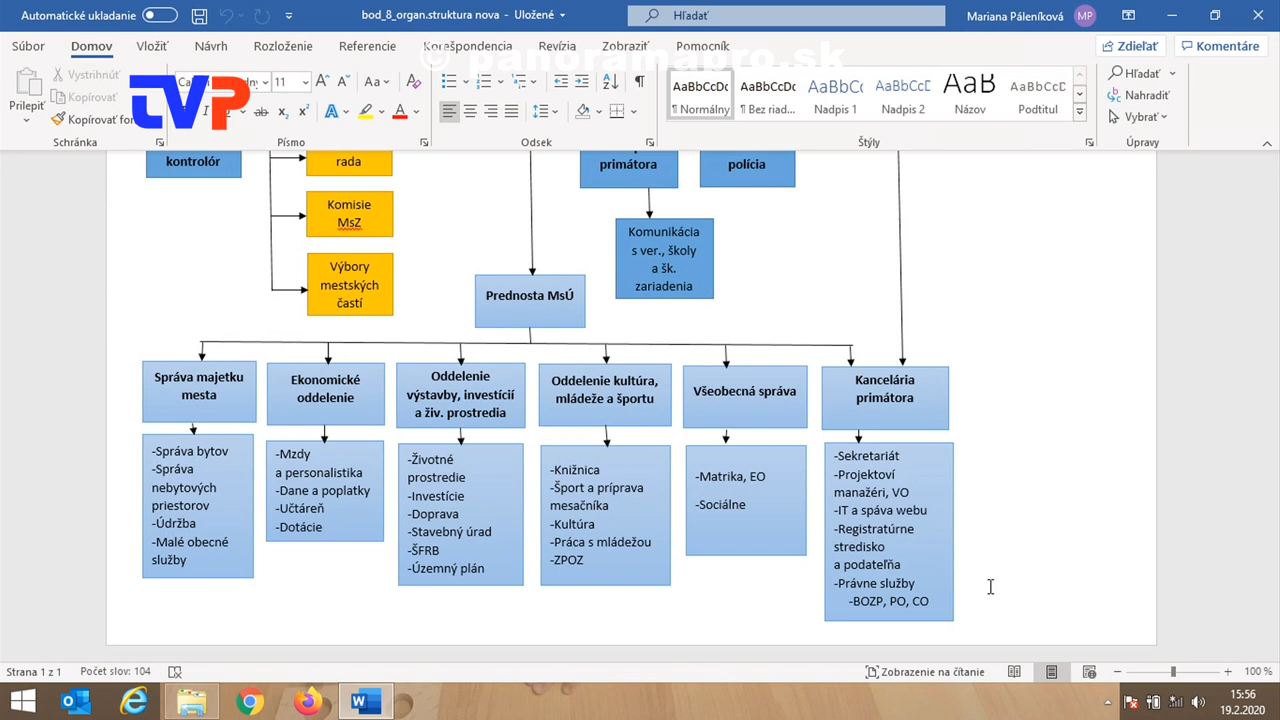 Automatické ukladanie
bod_8_organ.struktura nova - Uložené
Hľadať
Mariana Páleníková
MP
Súbor
Domov
Vložiť
Návrh
Rozloženie
Referencie
Korešpondencia
Revízia
Zobraziť
Pomocník
Zdieľať
Komentáre
© panoramapro.sk
TVP
Prilepiť
Vystrihnúť
Kopírovať
Kopírovať for
Schránka
11
Aa
Písmo
Odsek
AaBbCcDc
¶ Normálny
AaBbCcDc
¶ Bez riad...
AaBbCc
Nadpis 1
AaBbCcD
Nadpis 2
AaB
Názov
AaBbCcD
Podtitul
Štýly
Hľadať
Nahradiť
Vybrať
Úpravy
kontrolór
rada
primátora
polícia
Komisie
MsZ
Výbory
mestských
častí
Komunikácia
s ver., školy
a šk.
zariadenia
Prednosta MsÚ
Správa majetku
mesta
Ekonomické
oddelenie
Oddelenie
výstavby, investícií
a živ. prostredia
Oddelenie kultúra,
mládeže a športu
Všeobecná správa
Kancelária
primátora
-Správa bytov
-Správa
nebytových
priestorov
-Údržba
-Malé obecné
služby
-Mzdy
a personalistika
-Dane a poplatky
-Učtáreň
-Dotácie
-Životné
prostredie
-Investície
-Doprava
-Stavebný úrad
-ŠFRB
-Územný plán
-Knižnica
-Šport a príprava
mesačníka
-Kultúra
-Práca s mládežou
-ZPOZ
-Matrika, EO
-Sociálne
-Sekretariát
-Projektoví
manažéri, VO
-IT a spáva webu
-Registratúrne
stredisko
a podateľňa
-Právne služby
-BOZP, PO, CO
Strana 1 z 1
Počet slov: 104
Zobrazenie na čítanie
100 %
15:56
19.2.2020